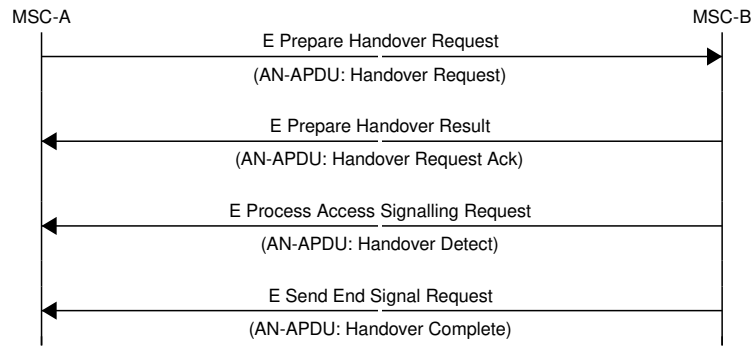 MSC-A
MSC-B
E Prepare Handover Request
(AN-APDU: Handover Request)
E Prepare Handover Result
(AN-APDU: Handover Request Ack)
E Process Access Signalling Request
(AN-APDU: Handover Detect)
E Send End Signal Request
(AN-APDU: Handover Complete)